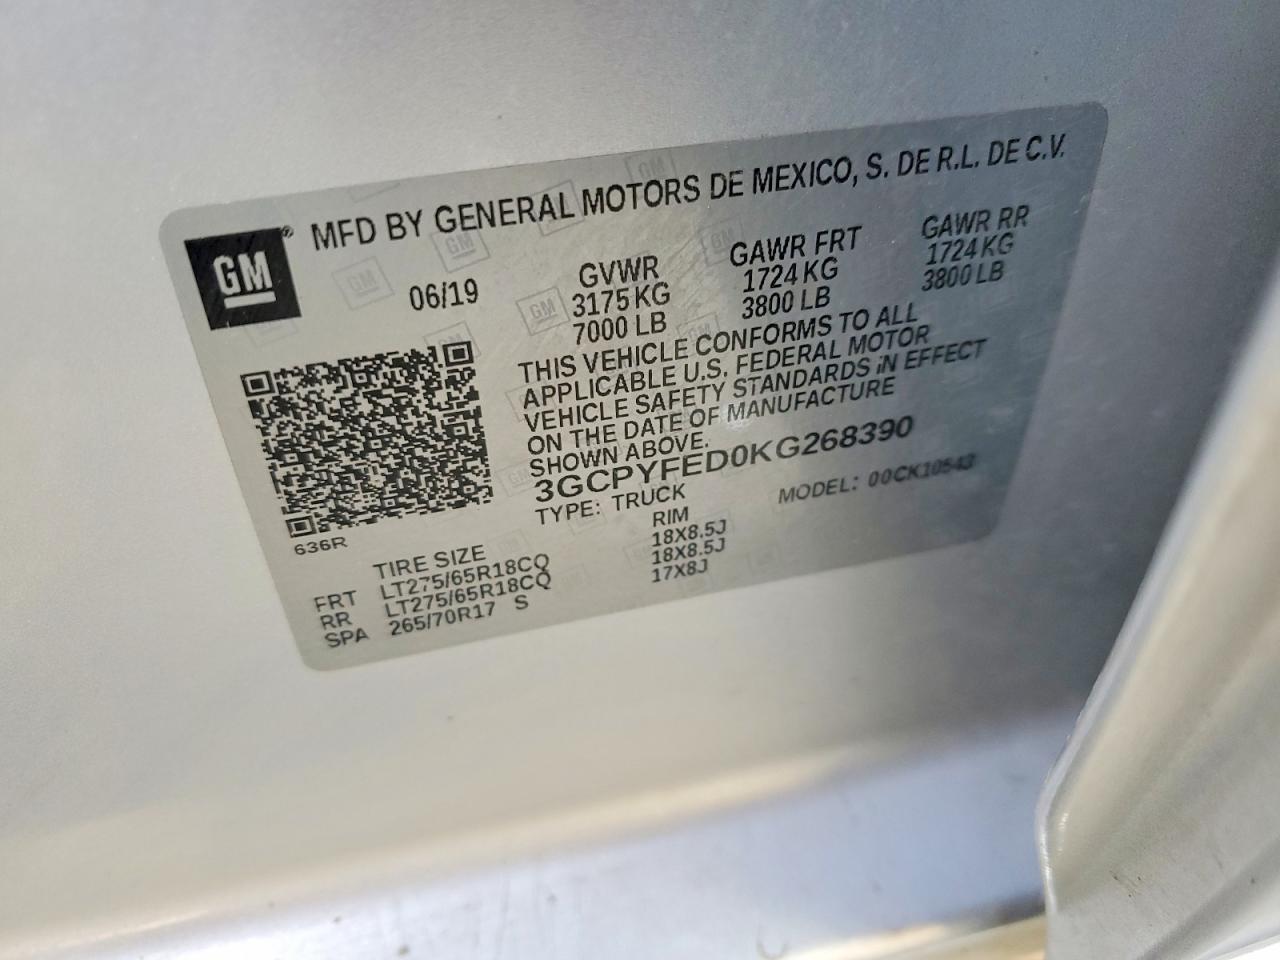 GM® MFD BY GENERAL MOTORS DE MEXICO, S. DE R.L. DE C.V.
06/19 GVWR GAWR FRT GAWR RR
3175 KG 1724 KG 1724 KG
7000 LB 3800 LB 3800 LB
THIS VEHICLE CONFORMS TO ALL
APPLICABLE U.S. FEDERAL MOTOR
VEHICLE SAFETY STANDARDS iN EFFECT
ON THE DATE OF MANUFACTURE
SHOWN ABOVE.
3GCPYFED0KG268390
TYPE: TRUCK MODEL: 00CK10543
636R
TIRE SIZE RIM
FRT LT275/65R18CQ 18X8.5J
RR LT275/65R18CQ 18X8.5J
SPA 265/70R17 S 17X8J